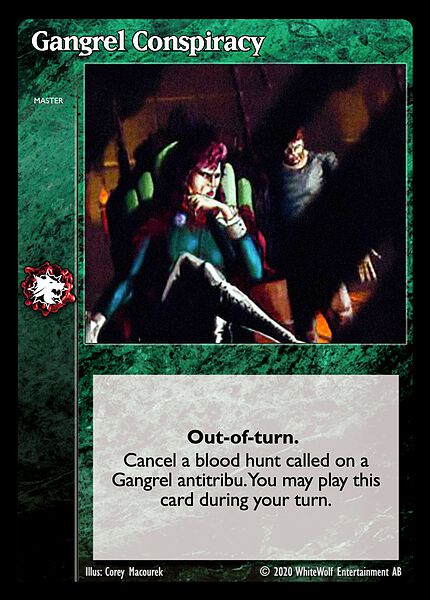 Gangrel Conspiracy
MASTER
Out-of-turn.
Cancel a blood hunt called on a
Gangrel antitribu.You may play this
card during your turn.
Illus: Corey Macourek © 2020 WhiteWolf Entertainment AB